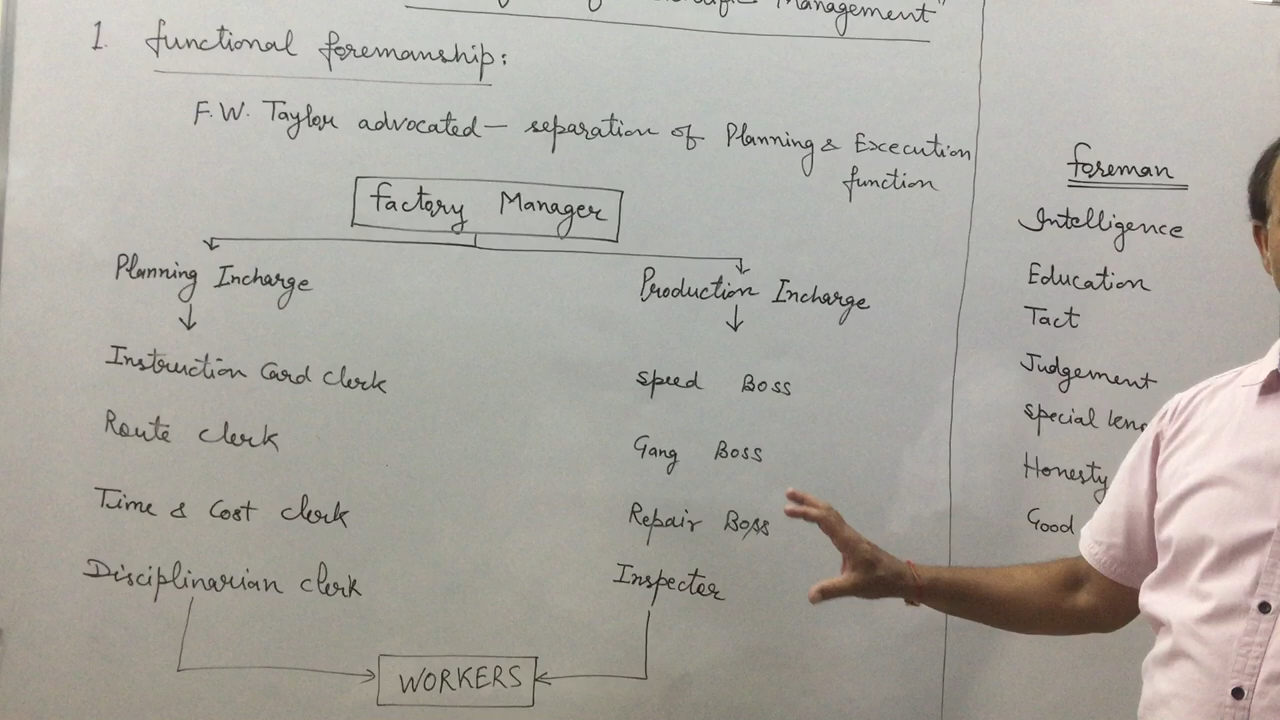 Management"
1. functional foremanship:
F.W. Taylor advocated — separation of Planning & Execution
function
factory Manager
Planning Incharge
Production Incharge
Instruction Card clerk
Speed Boss
Route clerk
Gang Boss
Time & Cost clerk
Repair Boss
Disciplinarian clerk
Inspector
WORKERS
foreman
Intelligence
Education
Tact
Judgement
special
Honesty
Good